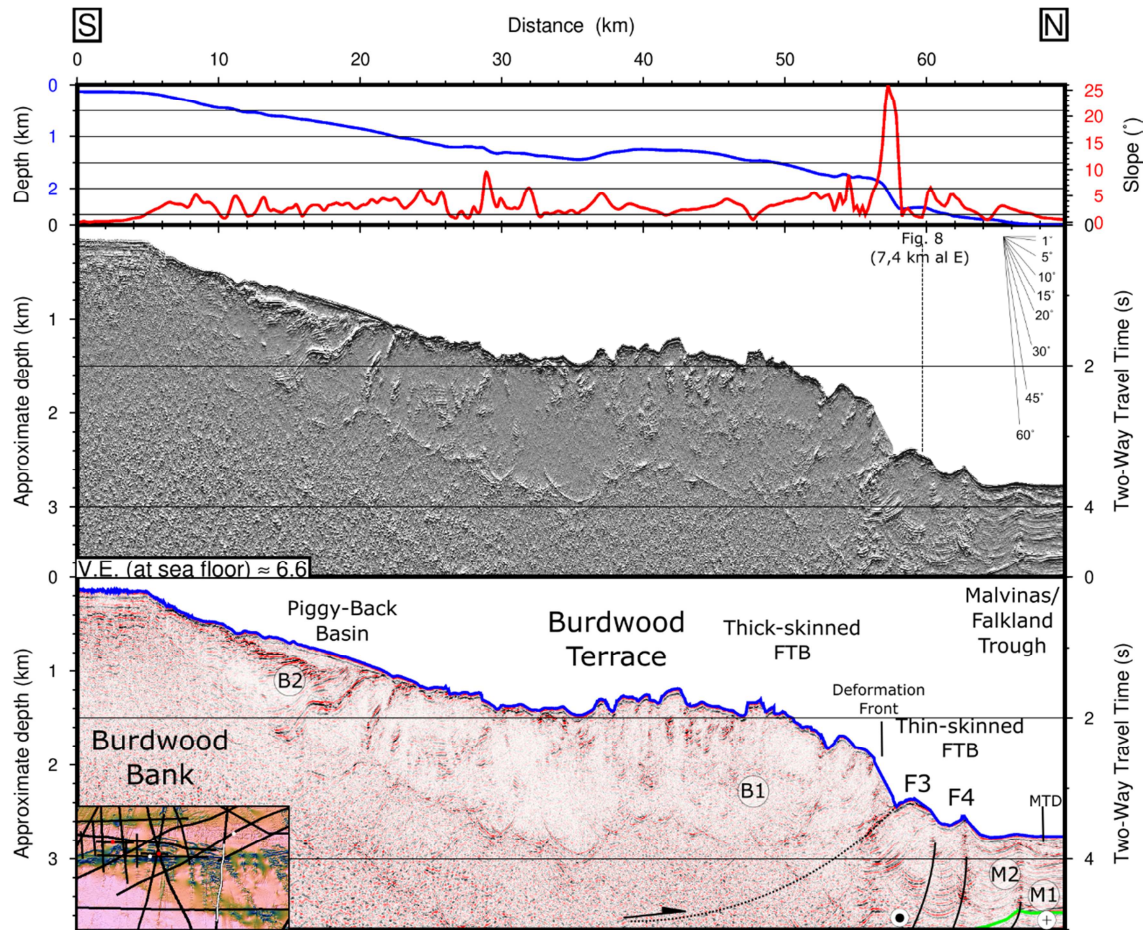 S
Distance (km)
N
0 10 20 30 40 50 60
Depth (km)
0
1
2
0
Slope (˚)
25
20
15
10
5
0
Approximate depth (km)
0
1
2
3
Fig. 8
(7,4 km al E)
1˚
5˚
10˚
15˚
20˚
30˚
45˚
60˚
Two-Way Travel Time (s)
0
2
4
V.E. (at sea floor) ≈ 6.6
Approximate depth (km)
0
1
2
3
Piggy-Back
Basin
Burdwood
Terrace
Thick-skinned
FTB
Malvinas/
Falkland
Trough
Deformation
Front
Thin-skinned
FTB
B2
Burdwood
Bank
B1
F3
F4
MTD
M2
M1
Two-Way Travel Time (s)
0
2
4